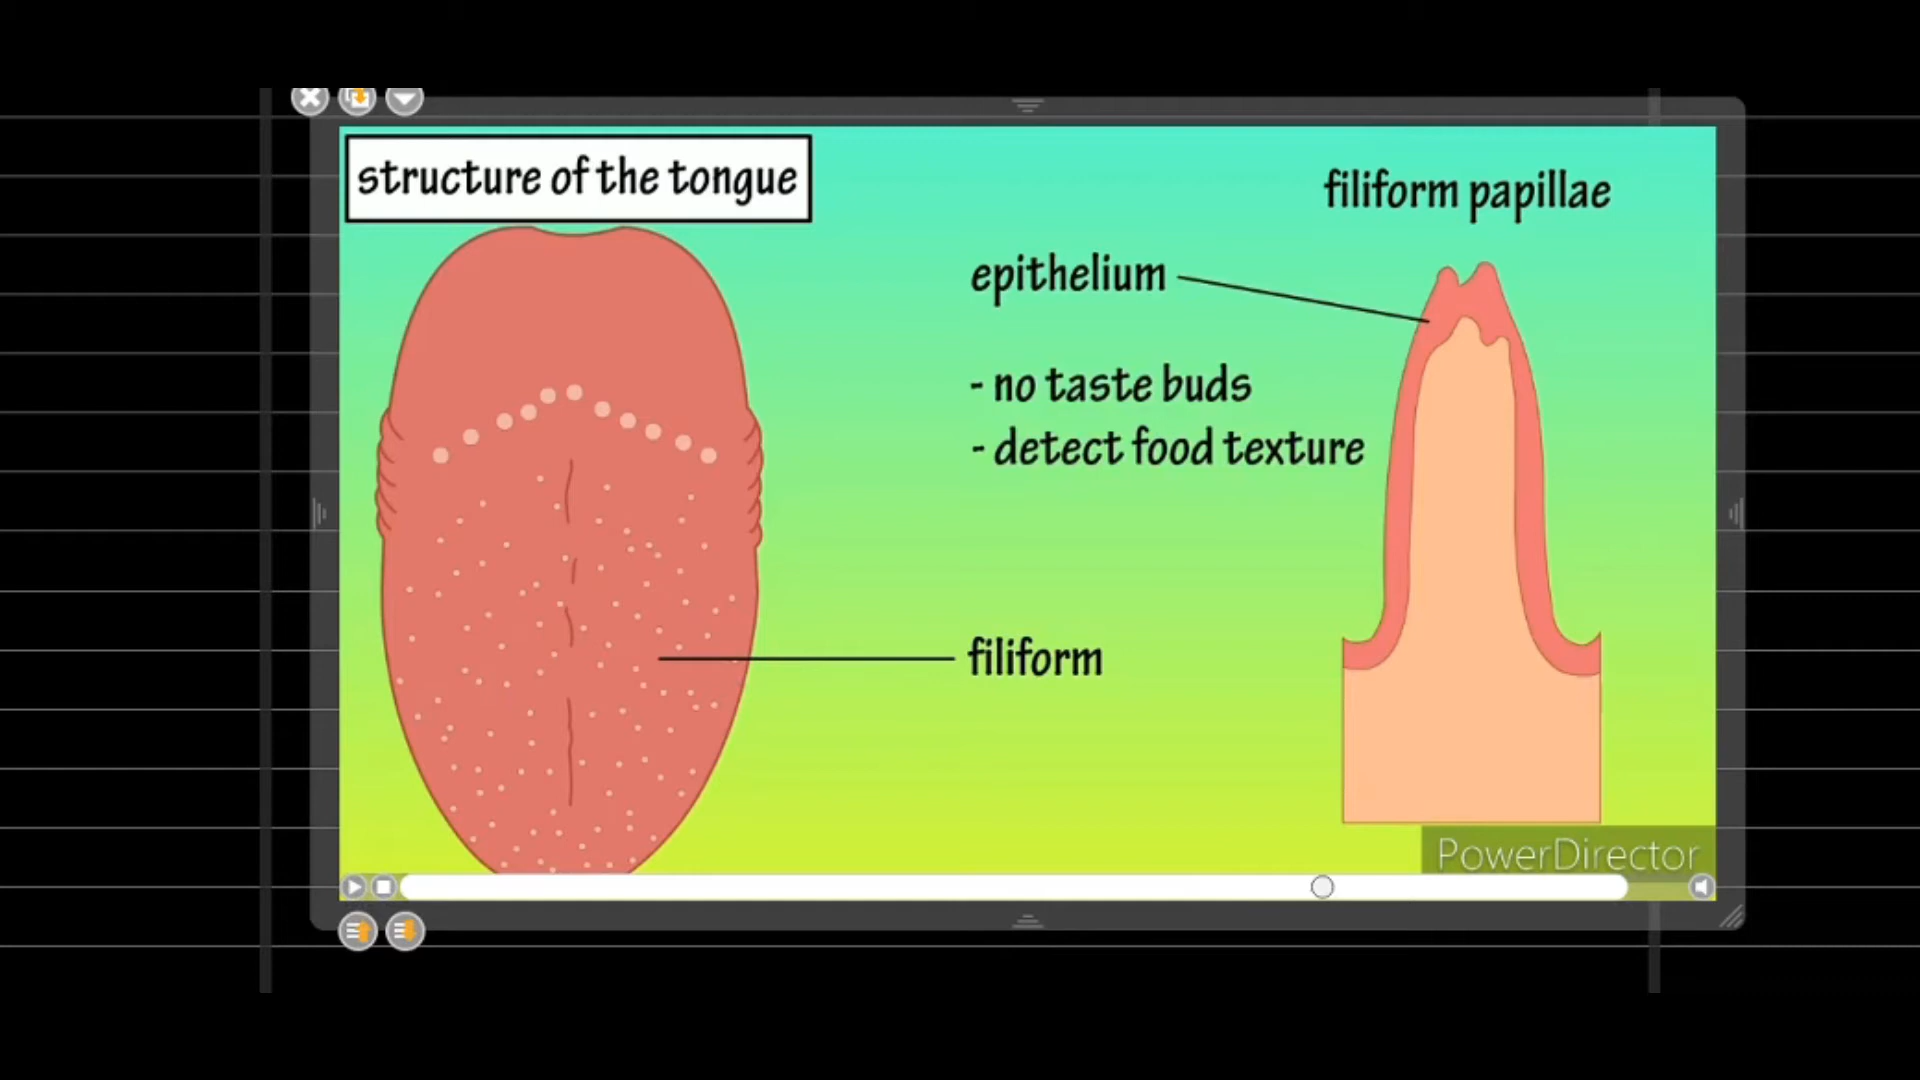 structure of the tongue
filiform papillae
epithelium
- no taste buds
- detect food texture
filiform
PowerDirector